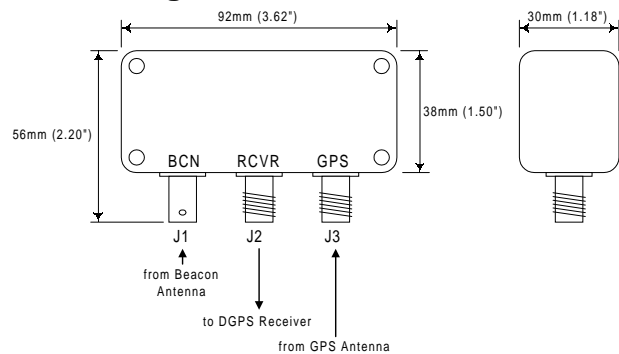 92mm (3.62")
30mm (1.18")
56mm (2.20")
38mm (1.50")
BCN RCVR GPS
J1 J2 J3
from Beacon
Antenna
to DGPS Receiver
from GPS Antenna